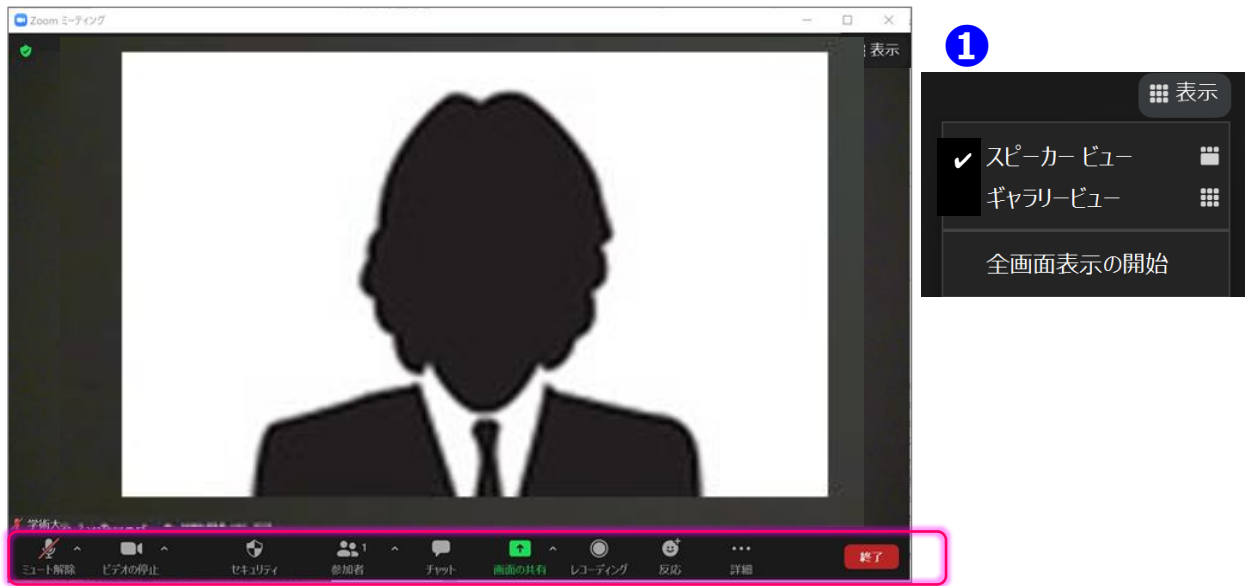 Zoom ミーティング
表示
学術大
ミュート解除
ビデオの停止
セキュリティ
参加者
1
チャット
画面の共有
レコーディング
反応
詳細
終了
❶
表示
✔ スピーカー ビュー
ギャラリービュー
全画面表示の開始